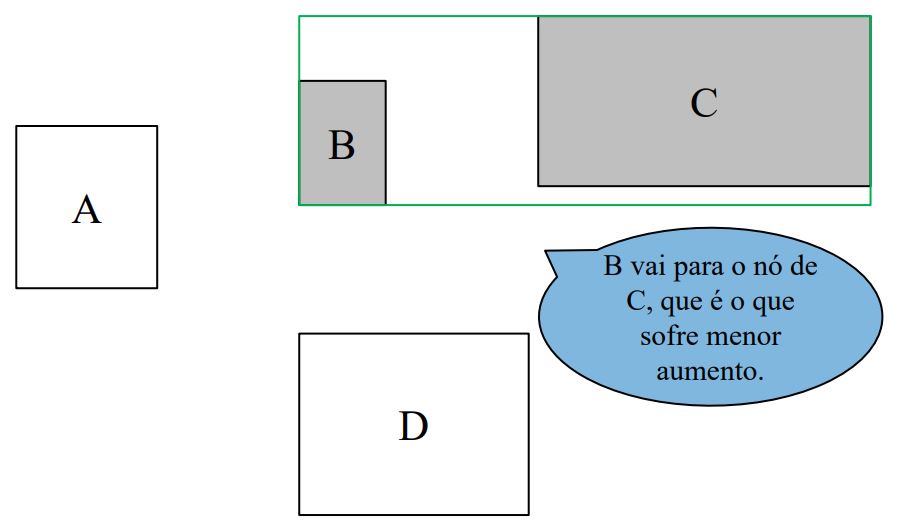 C
B
A
B vai para o nó de
C, que é o que
sofre menor
aumento.
D